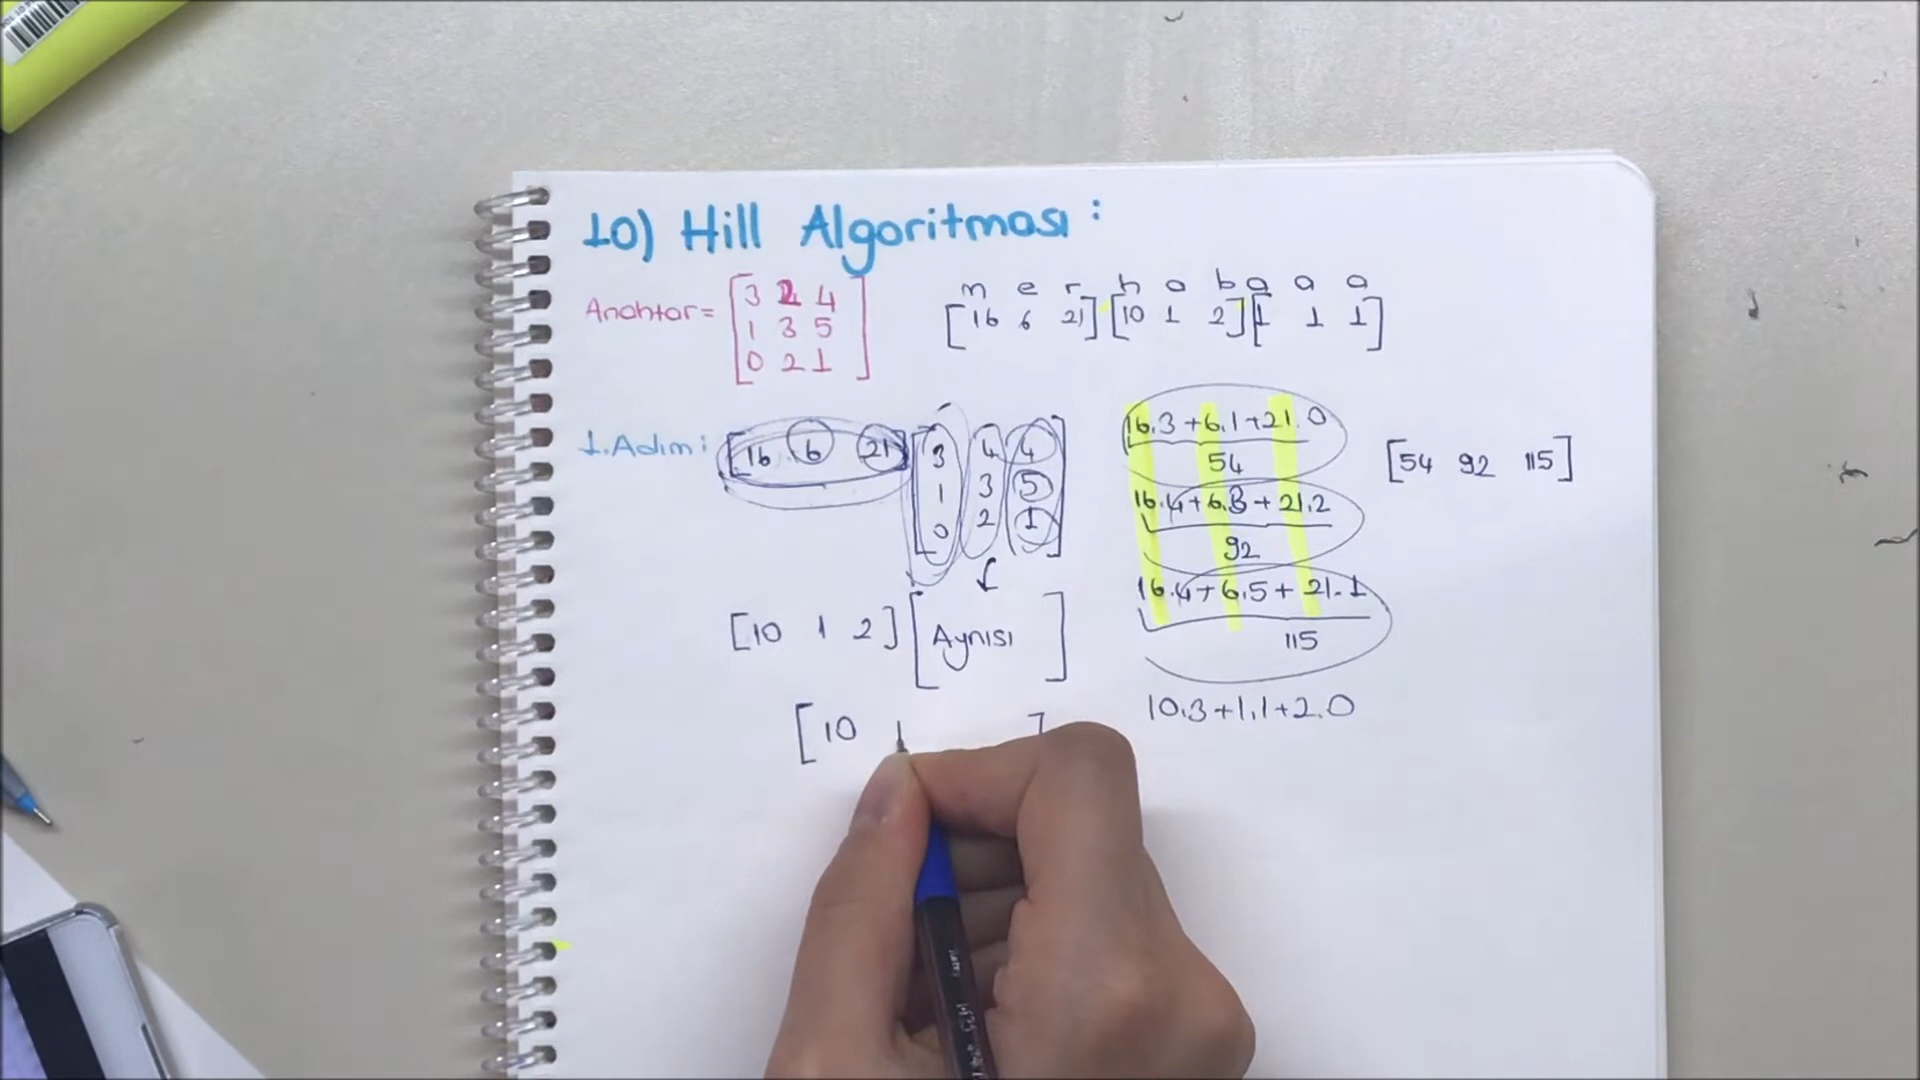 10) Hill Algoritması :
Anahtar = [3 2 4
1 3 5
0 2 1]
m e r h a b a a a
[16 6 21] [10 1 2] [1 1 1]
1.Adım: [16 6 21] [3 4 4
1 3 5
0 2 1]
16.3+6.1+21.0
54
16.4+6.3+21.2
92
16.4+6.5+21.1
115
[54 92 115]
[10 1 2] [Aynısı]
10.3+1.1+2.0
[10 1 ]